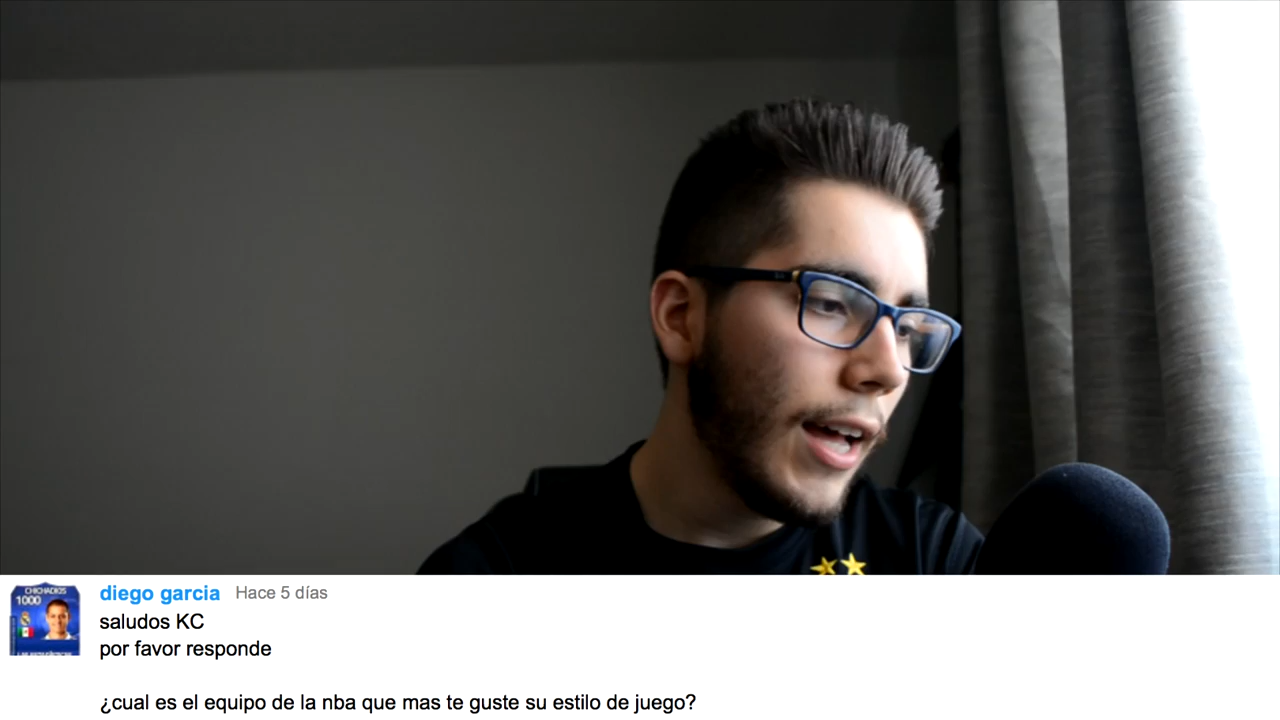 CHICHADIOS
1000
diego garcia Hace 5 días
saludos KC
por favor responde
¿cual es el equipo de la nba que mas te guste su estilo de juego?